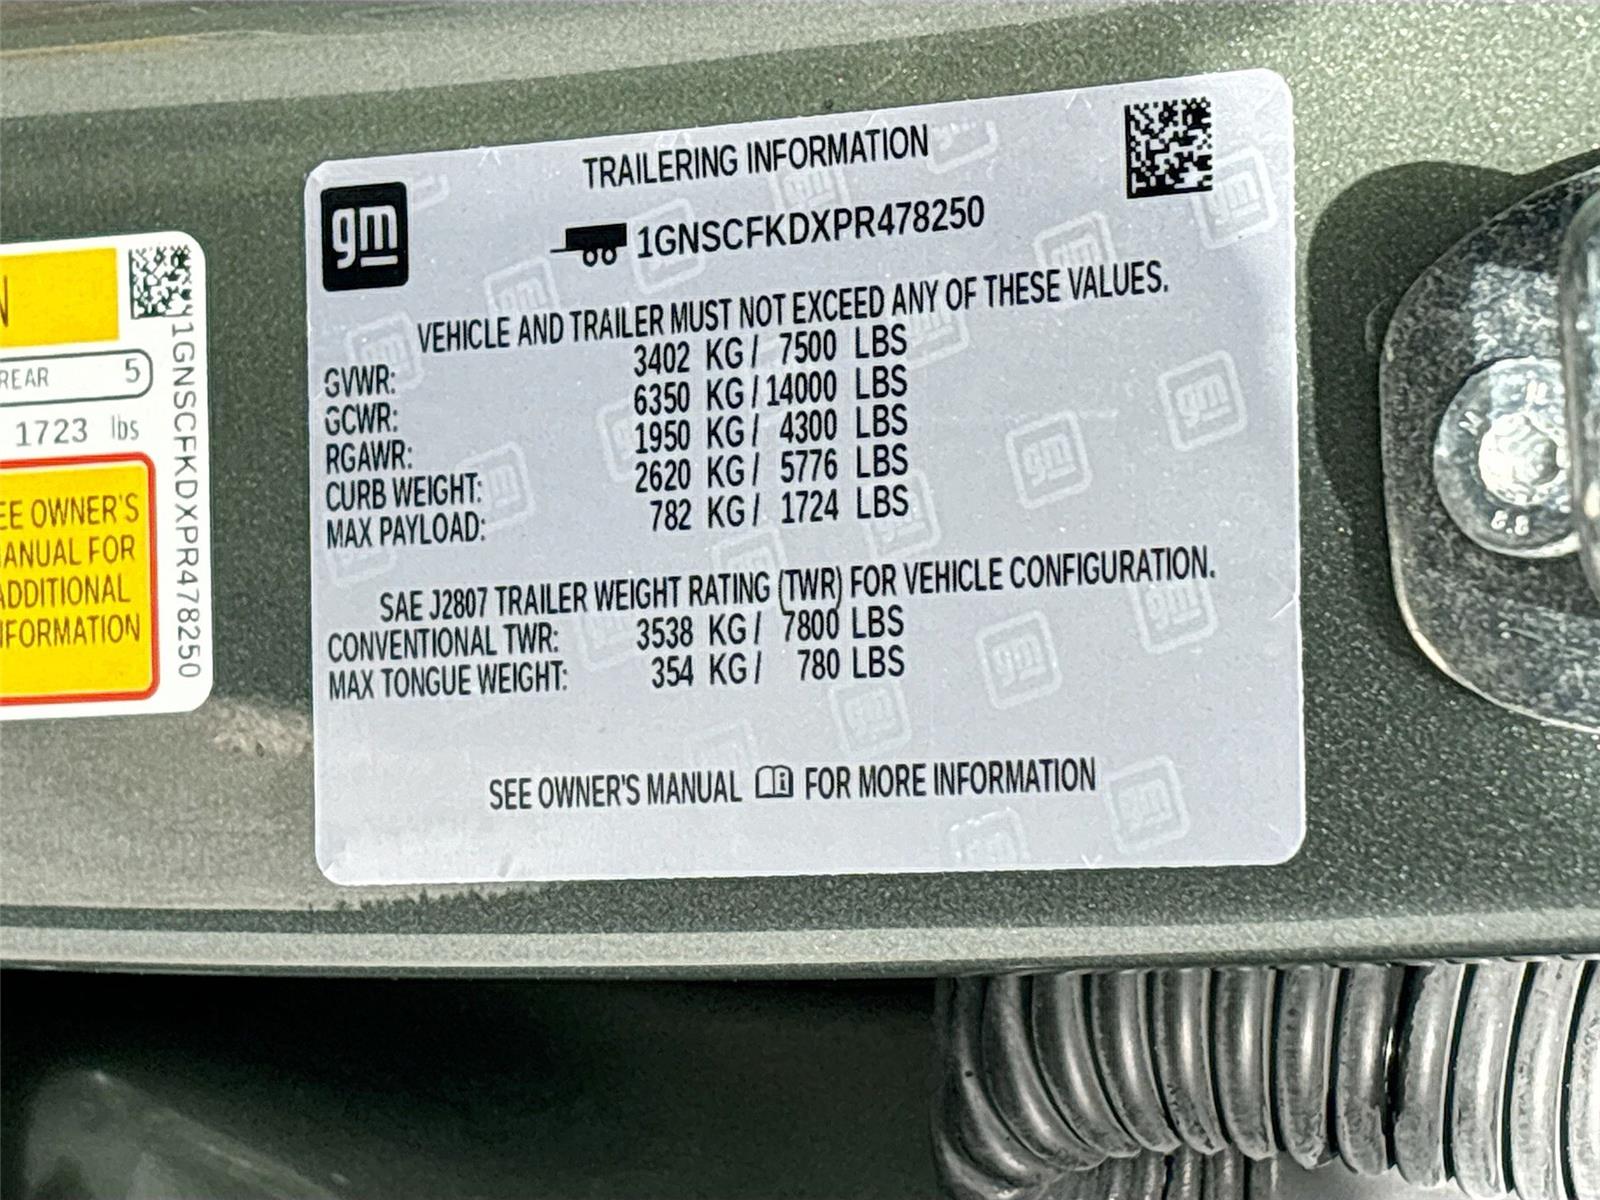 TRAILERING INFORMATION
gm
1GNSCFKDXPR478250
VEHICLE AND TRAILER MUST NOT EXCEED ANY OF THESE VALUES.
GVWR: 3402 KG / 7500 LBS
GCWR: 6350 KG / 14000 LBS
RGAWR: 1950 KG / 4300 LBS
CURB WEIGHT: 2620 KG / 5776 LBS
MAX PAYLOAD: 782 KG / 1724 LBS
SAE J2807 TRAILER WEIGHT RATING (TWR) FOR VEHICLE CONFIGURATION.
CONVENTIONAL TWR: 3538 KG / 7800 LBS
MAX TONGUE WEIGHT: 354 KG / 780 LBS
SEE OWNER'S MANUAL FOR MORE INFORMATION
N
REAR 5
1723 lbs
EE OWNER'S
ANUAL FOR
ADDITIONAL
NFORMATION
1GNSCFKDXPR478250
8.8